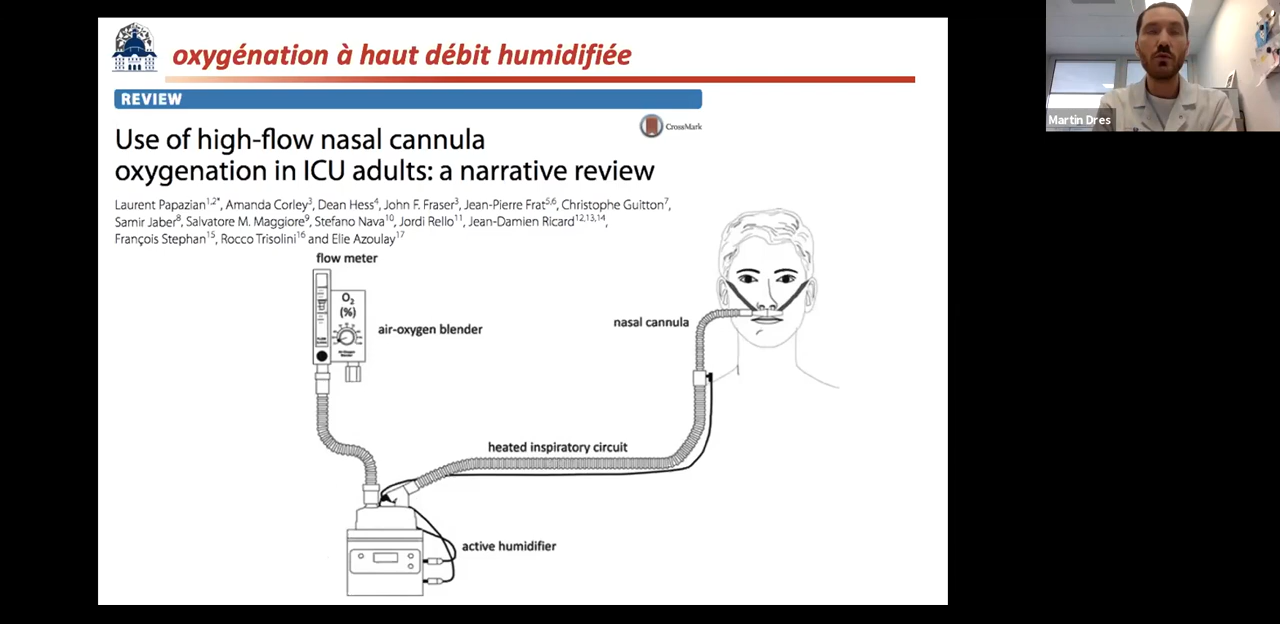 oxygénation à haut débit humidifiée
REVIEW
CrossMark
Use of high-flow nasal cannula
oxygenation in ICU adults: a narrative review
Laurent Papazian1,2*, Amanda Corley3, Dean Hess4, John F. Fraser3, Jean-Pierre Frat5,6, Christophe Guitton7,
Samir Jaber8, Salvatore M. Maggiore9, Stefano Nava10, Jordi Rello11, Jean-Damien Ricard12,13,14,
François Stephan15, Rocco Trisolini16 and Elie Azoulay17
flow meter
O2
(%)
air-oxygen blender
nasal cannula
heated inspiratory circuit
active humidifier
Martin Dres